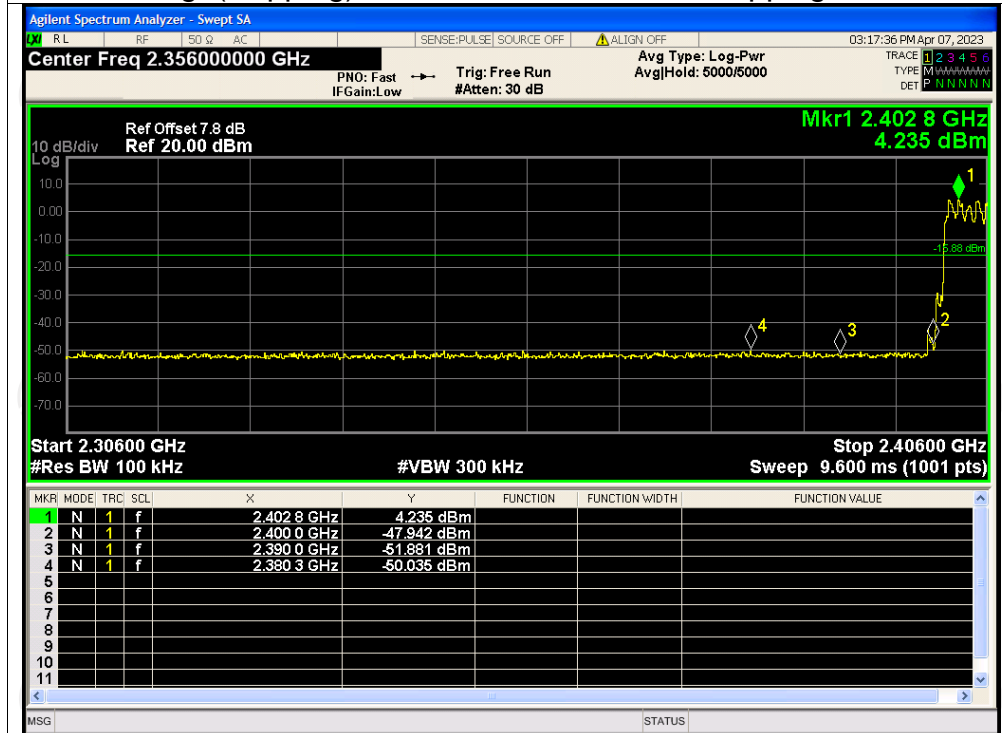 Agilent Spectrum Analyzer - Swept SA
LXI RL RF 50 Ω AC SENSE:PULSE SOURCE OFF ALIGN OFF 03:17:36 PM Apr 07, 2023
Center Freq 2.356000000 GHz
PNO: Fast
IFGain:Low
Trig: Free Run
#Atten: 30 dB
Avg Type: Log-Pwr
Avg|Hold: 5000/5000
TRACE 1 2 3 4 5 6
TYPE M
DET P N N N N N
Mkr1 2.402 8 GHz
4.235 dBm
Ref Offset 7.8 dB
10 dB/div Ref 20.00 dBm
Log
10.0
0.00
-10.0
-20.0
-30.0
-40.0
-50.0
-60.0
-70.0
1
-15.88 dBm
4
3
2
Start 2.30600 GHz Stop 2.40600 GHz
#Res BW 100 kHz #VBW 300 kHz Sweep 9.600 ms (1001 pts)
MKR MODE TRC SCL X Y FUNCTION FUNCTION WIDTH FUNCTION VALUE
1 N 1 f 2.402 8 GHz 4.235 dBm
2 N 1 f 2.400 0 GHz -47.942 dBm
3 N 1 f 2.390 0 GHz -51.881 dBm
4 N 1 f 2.380 3 GHz -50.035 dBm
5
6
7
8
9
10
11
MSG STATUS